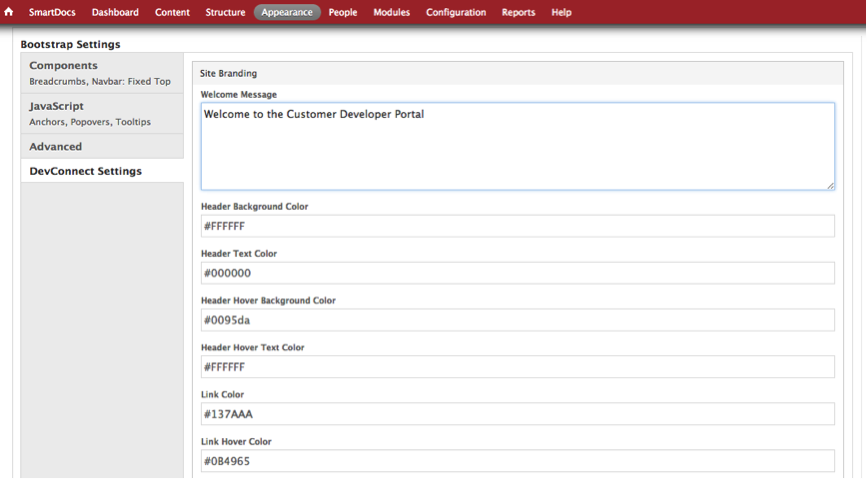 SmartDocs Dashboard Content Structure Appearance People Modules Configuration Reports Help
Bootstrap Settings
Components
Breadcrumbs, Navbar: Fixed Top
JavaScript
Anchors, Popovers, Tooltips
Advanced
DevConnect Settings
Site Branding
Welcome Message
Welcome to the Customer Developer Portal
Header Background Color
#FFFFFF
Header Text Color
#000000
Header Hover Background Color
#0095da
Header Hover Text Color
#FFFFFF
Link Color
#137AAA
Link Hover Color
#0B4965